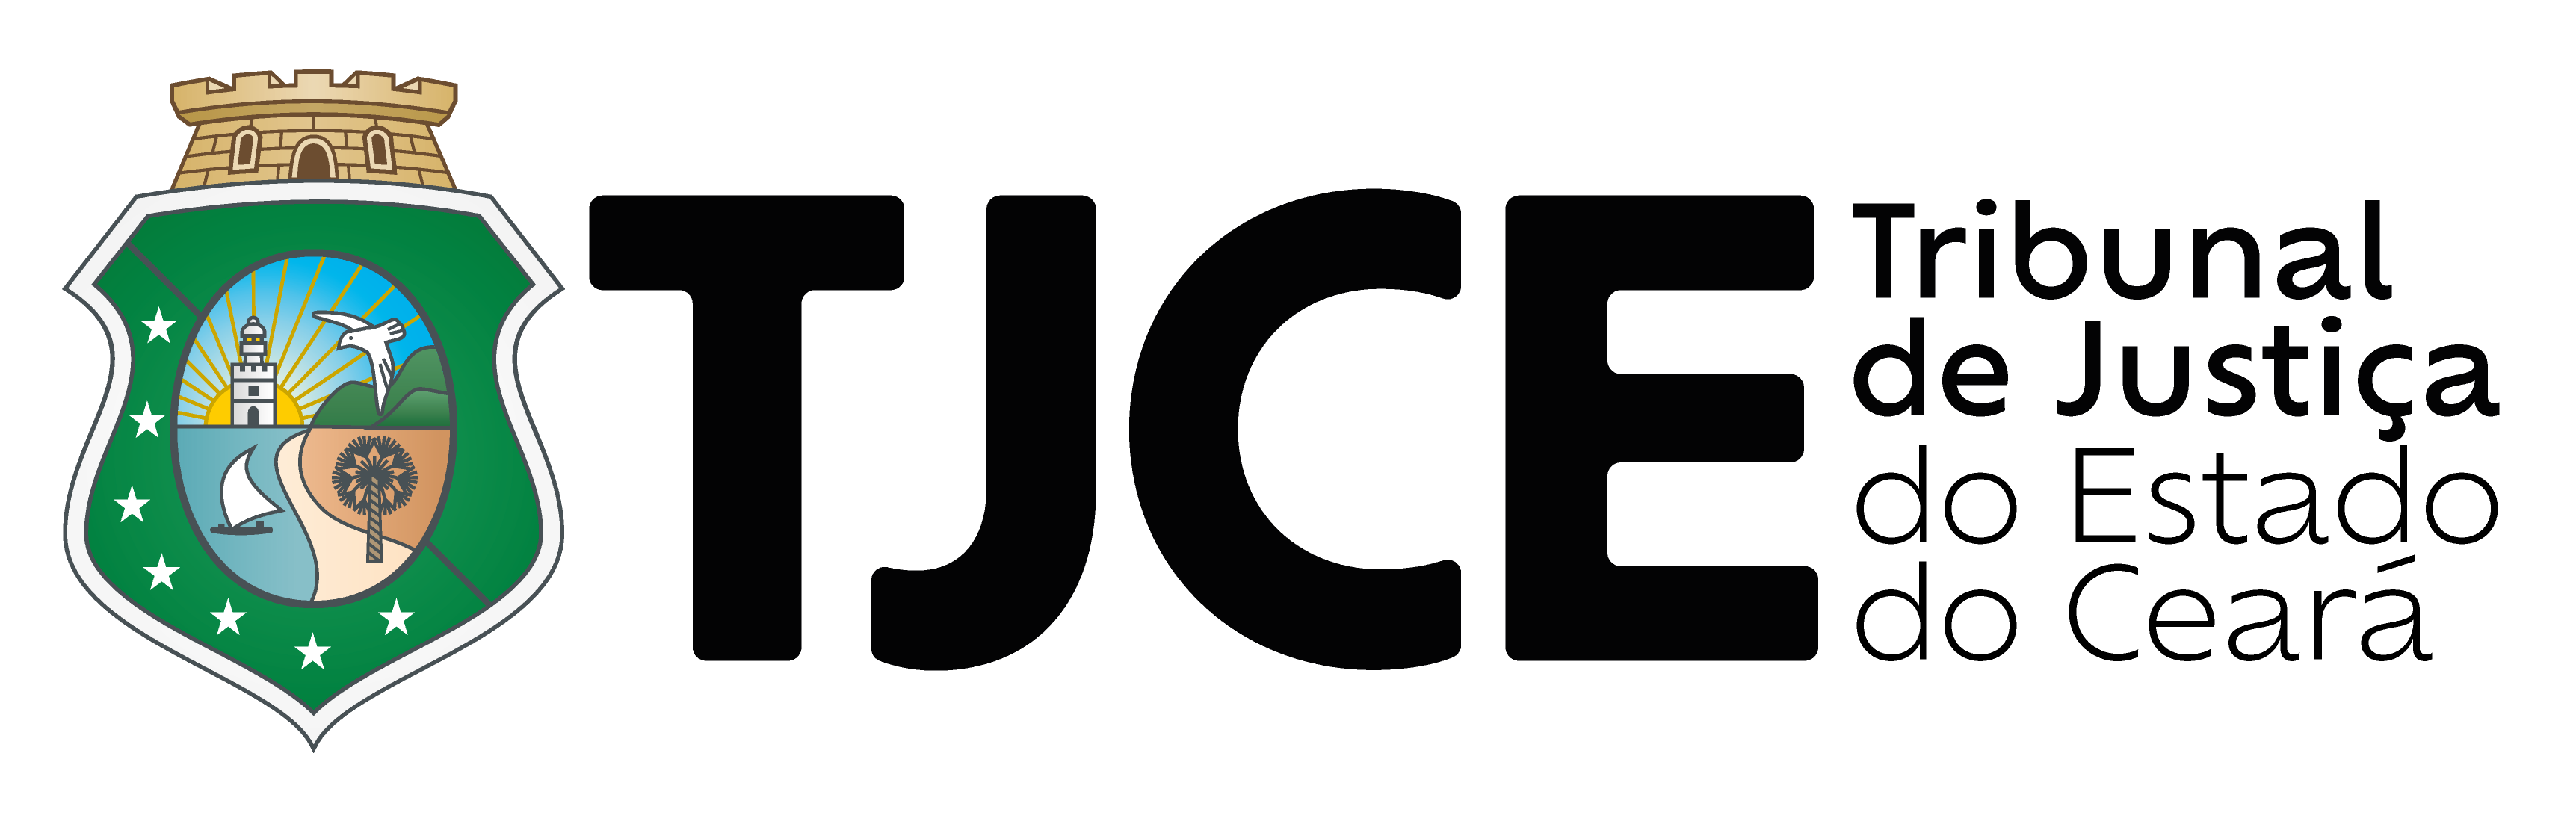 TJCE
Tribunal
de Justiça
do Estado
do Ceará